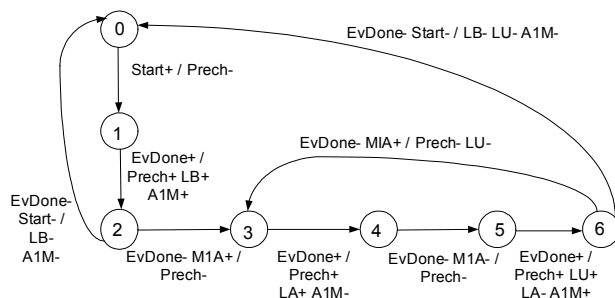 0
EvDone- Start- / LB- LU- A1M-
Start+ / Prech-
1
EvDone- MIA+ / Prech- LU-
EvDone+ /
Prech+ LB+
A1M+
EvDone-
Start- /
LB-
A1M-
2
3
4
5
6
EvDone- M1A+ /
Prech-
EvDone+ /
Prech+
LA+ A1M-
EvDone- M1A- /
Prech-
EvDone+ /
Prech+ LU+
LA- A1M+